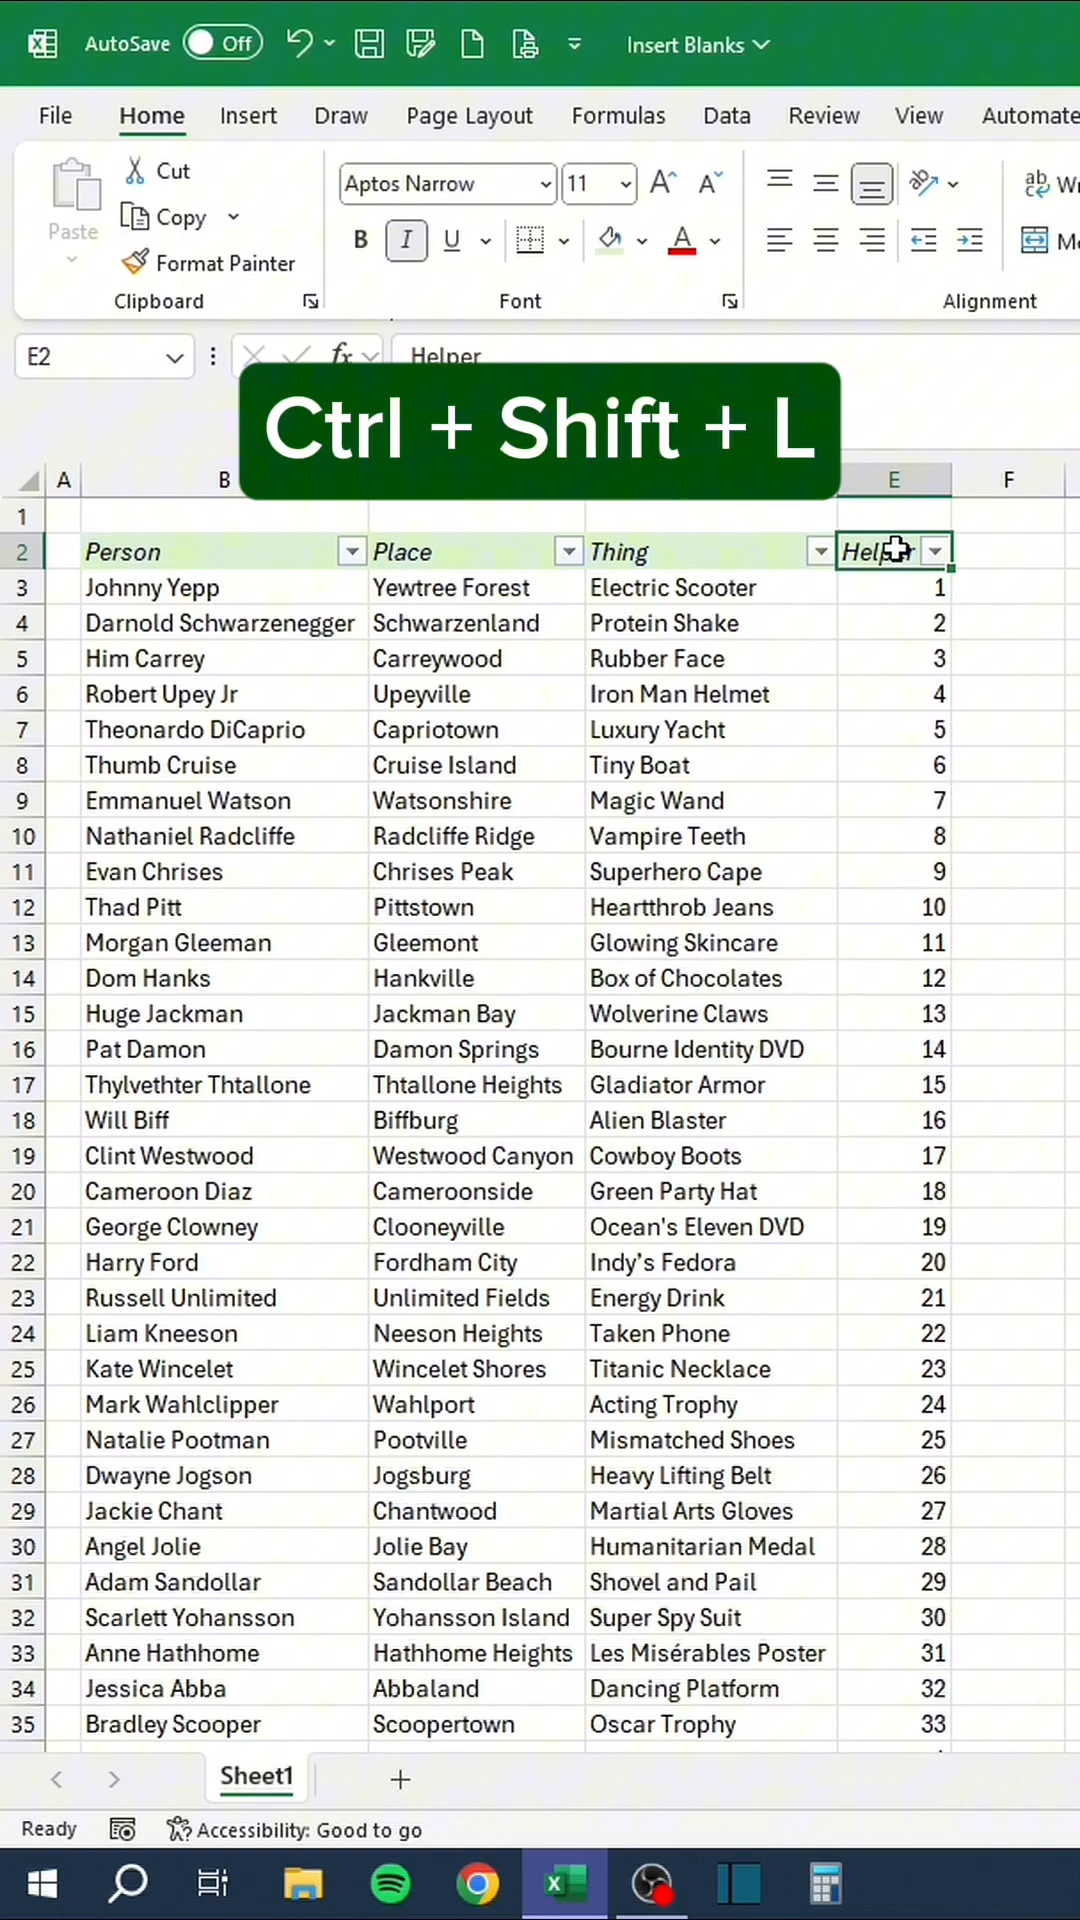 AutoSave Off Insert Blanks
File Home Insert Draw Page Layout Formulas Data Review View Automate
Paste Cut Aptos Narrow 11 ab
Copy
Format Painter B I U A
Clipboard Font Alignment
E2 fx Helper
Ctrl + Shift + L
A B E F
1
2 Person Place Thing
3 Johnny Yepp Yewtree Forest Electric Scooter 1
4 Darnold Schwarzenegger Schwarzenland Protein Shake 2
5 Him Carrey Carreywood Rubber Face 3
6 Robert Upey Jr Upeyville Iron Man Helmet 4
7 Theonardo DiCaprio Capriotown Luxury Yacht 5
8 Thumb Cruise Cruise Island Tiny Boat 6
9 Emmanuel Watson Watsonshire Magic Wand 7
10 Nathaniel Radcliffe Radcliffe Ridge Vampire Teeth 8
11 Evan Chrises Chrises Peak Superhero Cape 9
12 Thad Pitt Pittstown Heartthrob Jeans 10
13 Morgan Gleeman Gleemont Glowing Skincare 11
14 Dom Hanks Hankville Box of Chocolates 12
15 Huge Jackman Jackman Bay Wolverine Claws 13
16 Pat Damon Damon Springs Bourne Identity DVD 14
17 Thylvethter Thtallone Thtallone Heights Gladiator Armor 15
18 Will Biff Biffburg Alien Blaster 16
19 Clint Westwood Westwood Canyon Cowboy Boots 17
20 Cameroon Diaz Cameroonside Green Party Hat 18
21 George Clowney Clooneyville Ocean's Eleven DVD 19
22 Harry Ford Fordham City Indy’s Fedora 20
23 Russell Unlimited Unlimited Fields Energy Drink 21
24 Liam Kneeson Neeson Heights Taken Phone 22
25 Kate Wincelet Wincelet Shores Titanic Necklace 23
26 Mark Wahlclipper Wahlport Acting Trophy 24
27 Natalie Pootman Pootville Mismatched Shoes 25
28 Dwayne Jogson Jogsburg Heavy Lifting Belt 26
29 Jackie Chant Chantwood Martial Arts Gloves 27
30 Angel Jolie Jolie Bay Humanitarian Medal 28
31 Adam Sandollar Sandollar Beach Shovel and Pail 29
32 Scarlett Yohansson Yohansson Island Super Spy Suit 30
33 Anne Hathhome Hathhome Heights Les Misérables Poster 31
34 Jessica Abba Abbaland Dancing Platform 32
35 Bradley Scooper Scoopertown Oscar Trophy 33
Sheet1
Ready Accessibility: Good to go